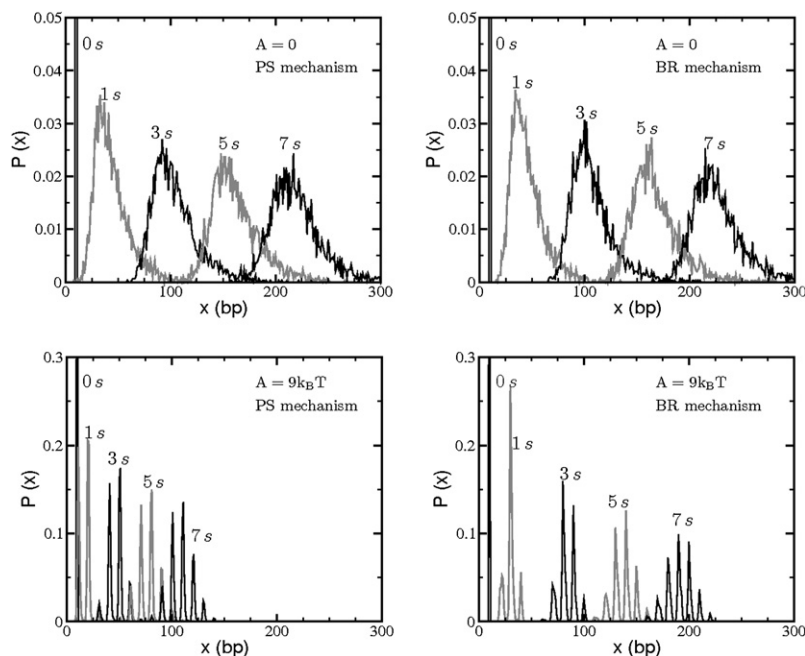 0.05
0 s
A = 0
PS mechanism
0.04
1 s
3 s
5 s
7 s
0.03
P (x)
0.02
0.01
0
0
100
200
300
x (bp)
0.05
0 s
A = 0
BR mechanism
0.04
1 s
3 s
5 s
7 s
0.03
P (x)
0.02
0.01
0
0
100
200
300
x (bp)
0.3
0 s
A = 9kBT
PS mechanism
1 s
3 s
5 s
7 s
0.2
P (x)
0.1
0
0
100
200
300
x (bp)
0.3
0 s
A = 9kBT
BR mechanism
1 s
3 s
5 s
7 s
0.2
P (x)
0.1
0
0
100
200
300
x (bp)